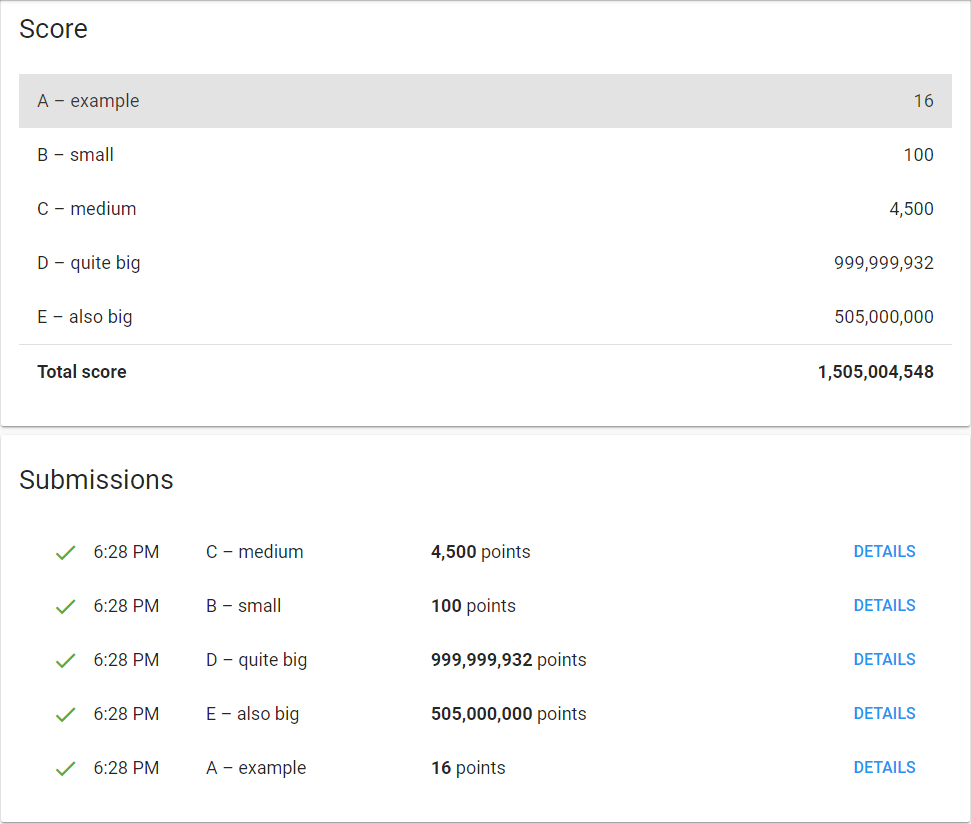 Score
A – example 16
B – small 100
C – medium 4,500
D – quite big 999,999,932
E – also big 505,000,000
Total score 1,505,004,548
Submissions
6:28 PM C – medium 4,500 points DETAILS
6:28 PM B – small 100 points DETAILS
6:28 PM D – quite big 999,999,932 points DETAILS
6:28 PM E – also big 505,000,000 points DETAILS
6:28 PM A – example 16 points DETAILS